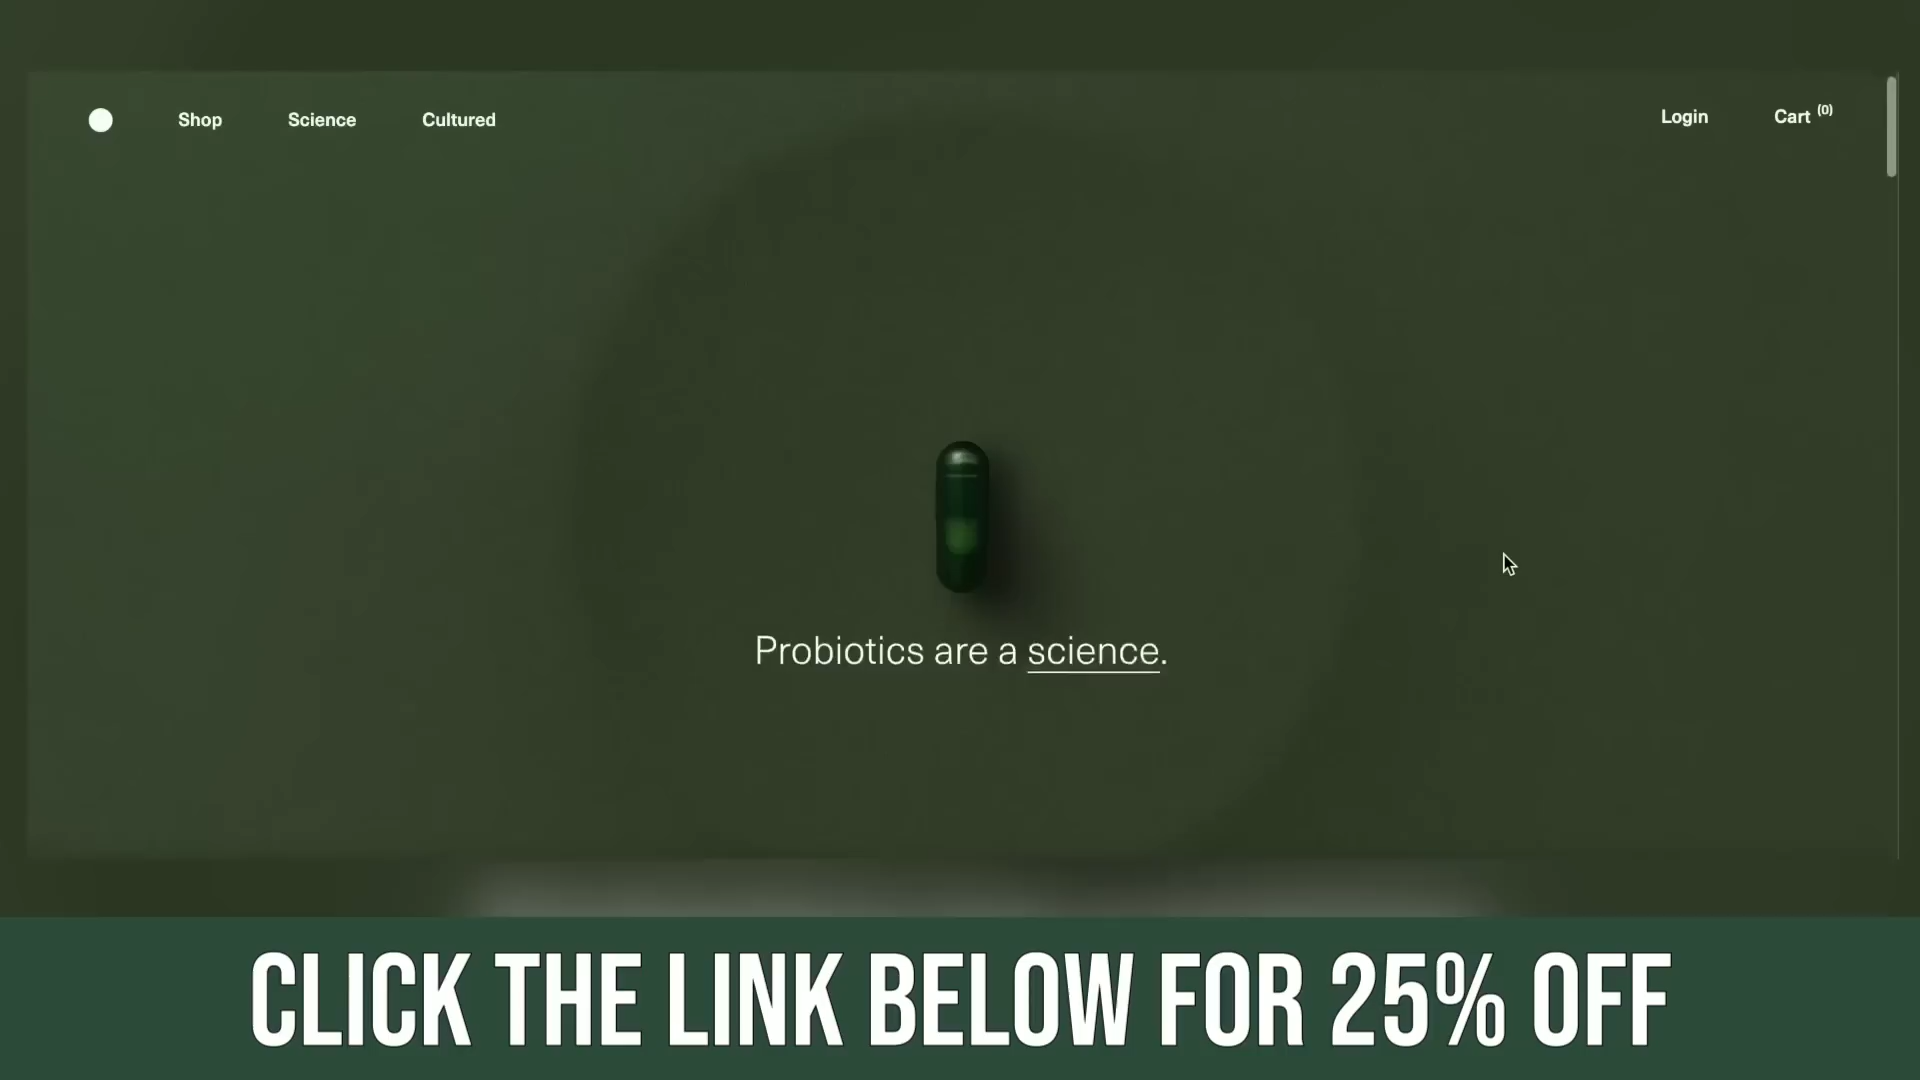 Shop Science Cultured Login Cart (0)
Probiotics are a science.
CLICK THE LINK BELOW FOR 25% OFF